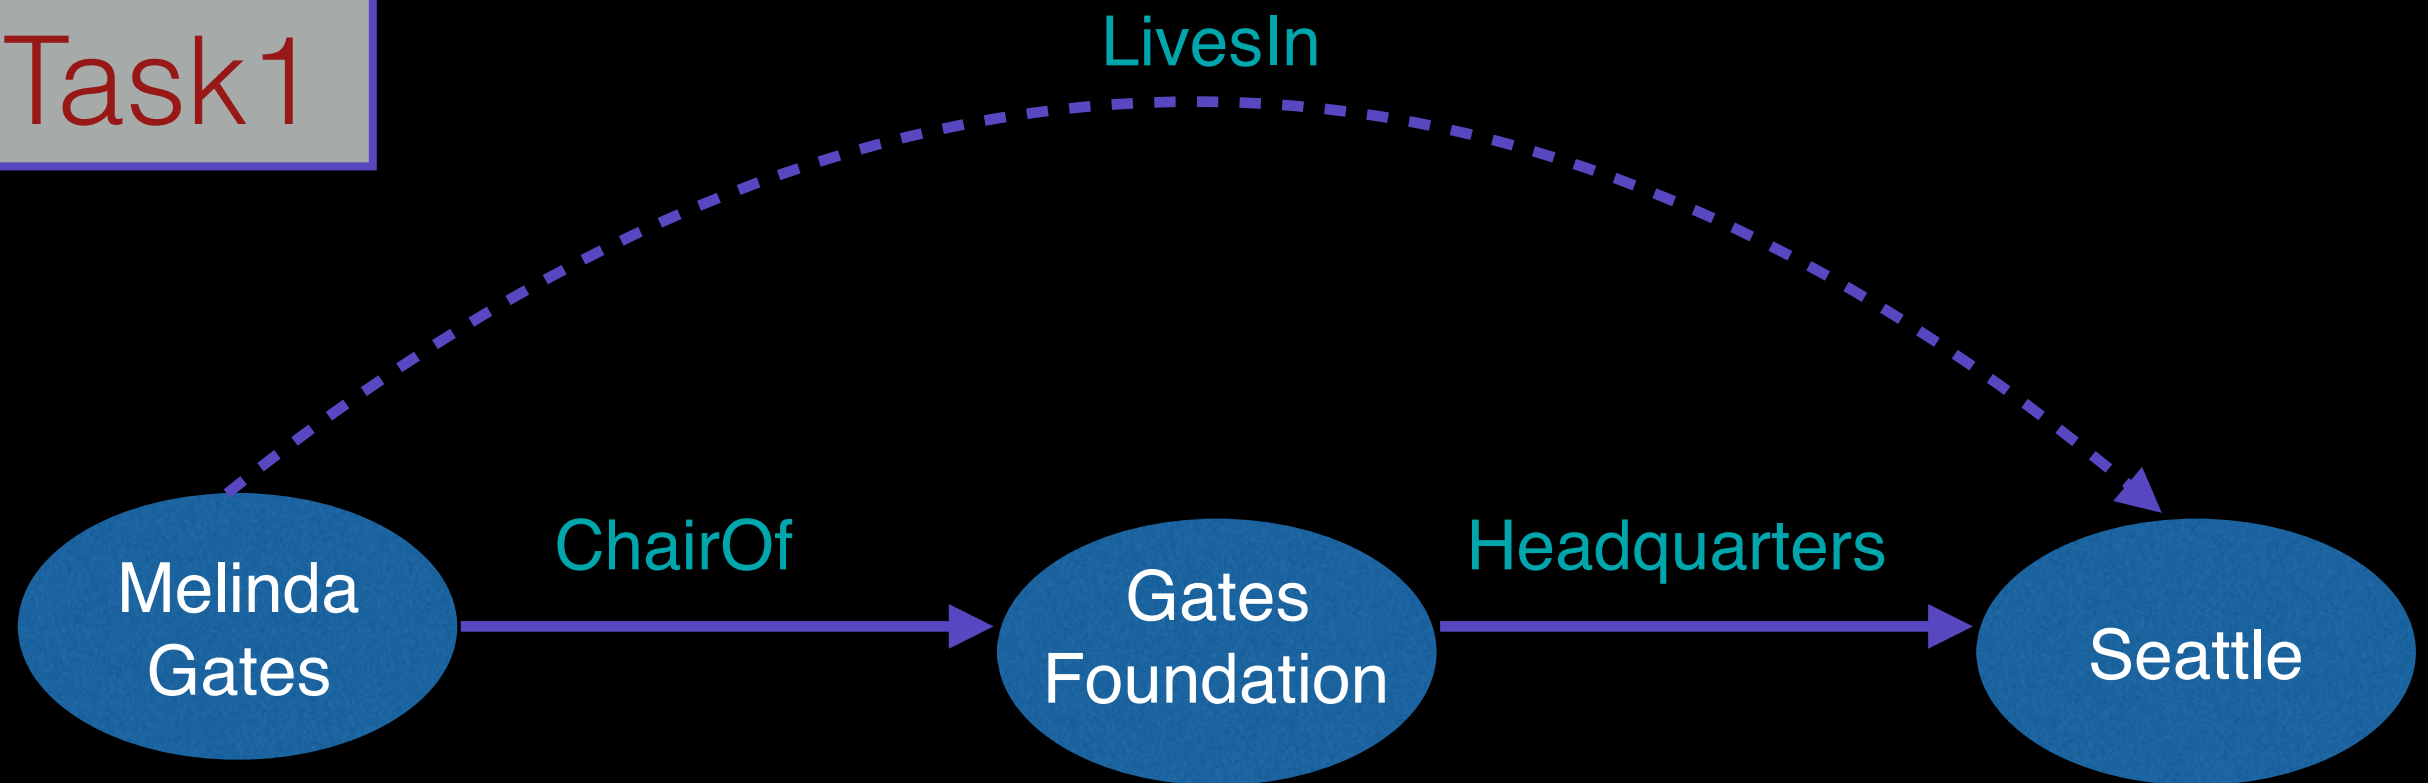 Task1
LivesIn
ChairOf
Headquarters
Melinda
Gates
Gates
Foundation
Seattle